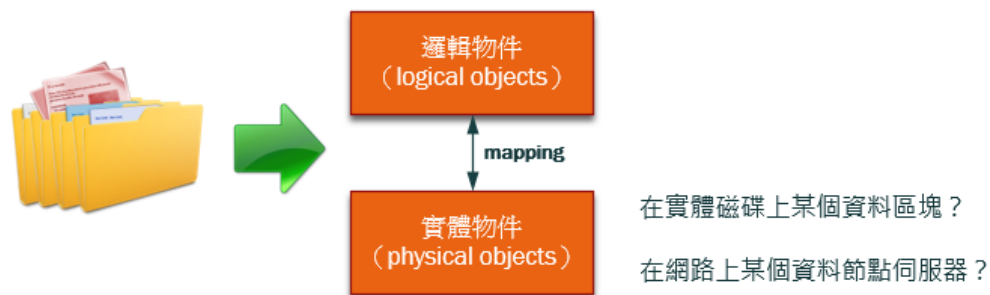 邏輯物件
（logical objects）
mapping
實體物件
（physical objects）
在實體磁碟上某個資料區塊？
在網路上某個資料節點伺服器？